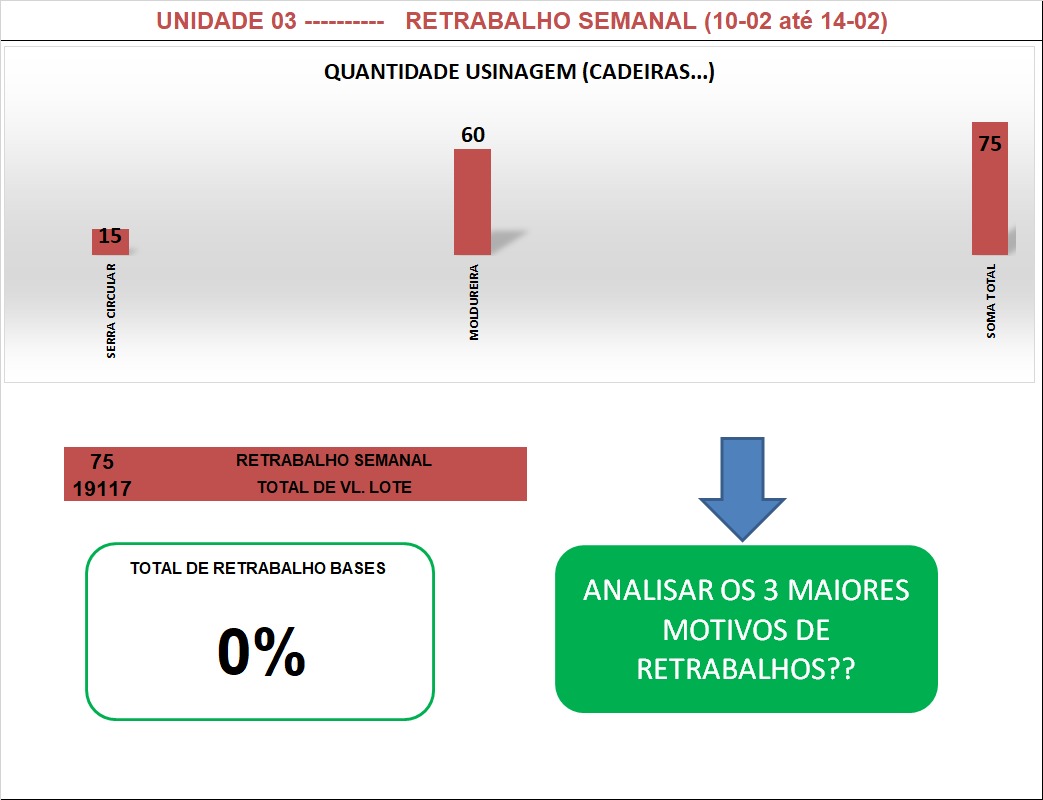 UNIDADE 03 ---------- RETRABALHO SEMANAL (10-02 até 14-02)
QUANTIDADE USINAGEM (CADEIRAS...)
15
60
75
SERRA CIRCULAR
MOLDUREIRA
SOMA TOTAL
75 RETRABALHO SEMANAL
19117 TOTAL DE VL. LOTE
TOTAL DE RETRABALHO BASES
0%
ANALISAR OS 3 MAIORES
MOTIVOS DE
RETRABALHOS??